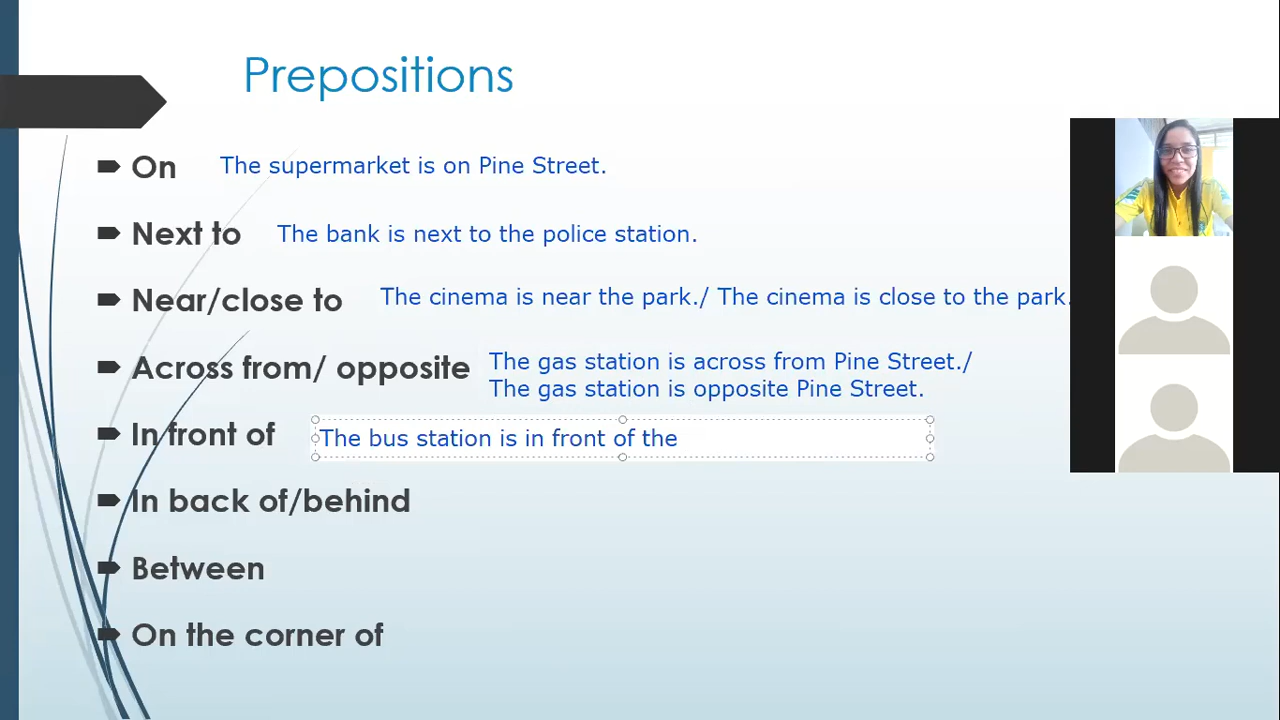 Prepositions
On The supermarket is on Pine Street.
Next to The bank is next to the police station.
Near/close to The cinema is near the park./ The cinema is close to the park.
Across from/ opposite The gas station is across from Pine Street./
The gas station is opposite Pine Street.
In front of The bus station is in front of the
In back of/behind
Between
On the corner of